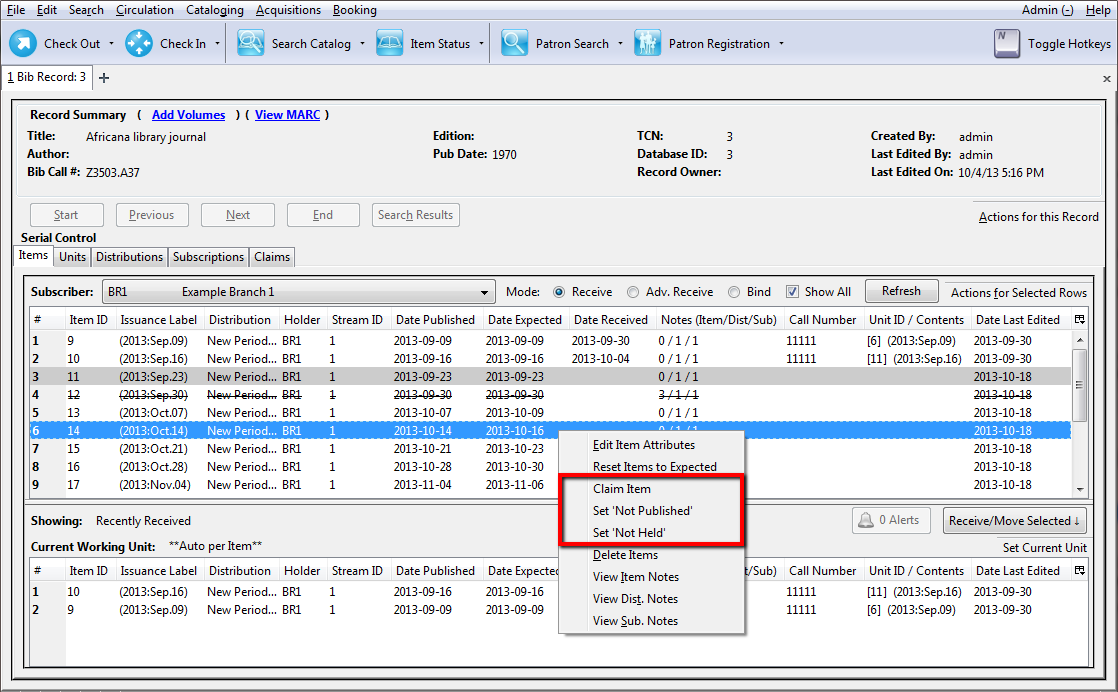 File Edit Search Circulation Cataloging Acquisitions Booking Admin (-) Help
Check Out Check In Search Catalog Item Status Patron Search Patron Registration N Toggle Hotkeys
1 Bib Record: 3
Record Summary ( Add Volumes ) ( View MARC )
Title: Africana library journal Edition: TCN: 3 Created By: admin
Author: Pub Date: 1970 Database ID: 3 Last Edited By: admin
Bib Call #: Z3503.A37 Record Owner: Last Edited On: 10/4/13 5:16 PM
Start Previous Next End Search Results Actions for this Record
Serial Control
Items Units Distributions Subscriptions Claims
Subscriber: BR1 Example Branch 1 Mode: Receive Adv. Receive Bind Show All Refresh Actions for Selected Rows
# Item ID Issuance Label Distribution Holder Stream ID Date Published Date Expected Date Received Notes (Item/Dist/Sub) Call Number Unit ID / Contents Date Last Edited
1 9 (2013:Sep.09) New Period... BR1 1 2013-09-09 2013-09-09 2013-09-30 0 / 1 / 1 11111 [6] (2013:Sep.09) 2013-09-30
2 10 (2013:Sep.16) New Period... BR1 1 2013-09-16 2013-09-16 2013-10-04 0 / 1 / 1 11111 [11] (2013:Sep.16) 2013-09-30
3 11 (2013:Sep.23) New Period... BR1 1 2013-09-23 2013-09-23 0 / 1 / 1 2013-10-18
4 12 (2013:Sep.30) New Period... BR1 1 2013-09-30 2013-09-30 3 / 1 / 1 2013-10-18
5 13 (2013:Oct.07) New Period... BR1 1 2013-10-07 2013-10-09 0 / 1 / 1 2013-10-18
6 14 (2013:Oct.14) New Period... BR1 1 2013-10-14 2013-10-16 2013-10-18
7 15 (2013:Oct.21) New Period... BR1 1 2013-10-21 2013-10-23 2013-10-18
8 16 (2013:Oct.28) New Period... BR1 1 2013-10-28 2013-10-30 2013-10-18
9 17 (2013:Nov.04) New Period... BR1 1 2013-11-04 2013-11-06 2013-10-18
Edit Item Attributes
Reset Items to Expected
Claim Item
Set 'Not Published'
Set 'Not Held'
Delete Items
View Item Notes
View Dist. Notes
View Sub. Notes
Showing: Recently Received 0 Alerts Receive/Move Selected ↓
Current Working Unit: **Auto per Item** Set Current Unit
# Item ID Issuance Label Distribution Holder Stream ID Date Published Date Expected st/Sub) Call Number Unit ID / Contents Date Last Edited
1 10 (2013:Sep.16) New Period... BR1 1 2013-09-16 2013-09-16 11111 [11] (2013:Sep.16) 2013-09-30
2 9 (2013:Sep.09) New Period... BR1 1 2013-09-09 2013-09-09 11111 [6] (2013:Sep.09) 2013-09-30